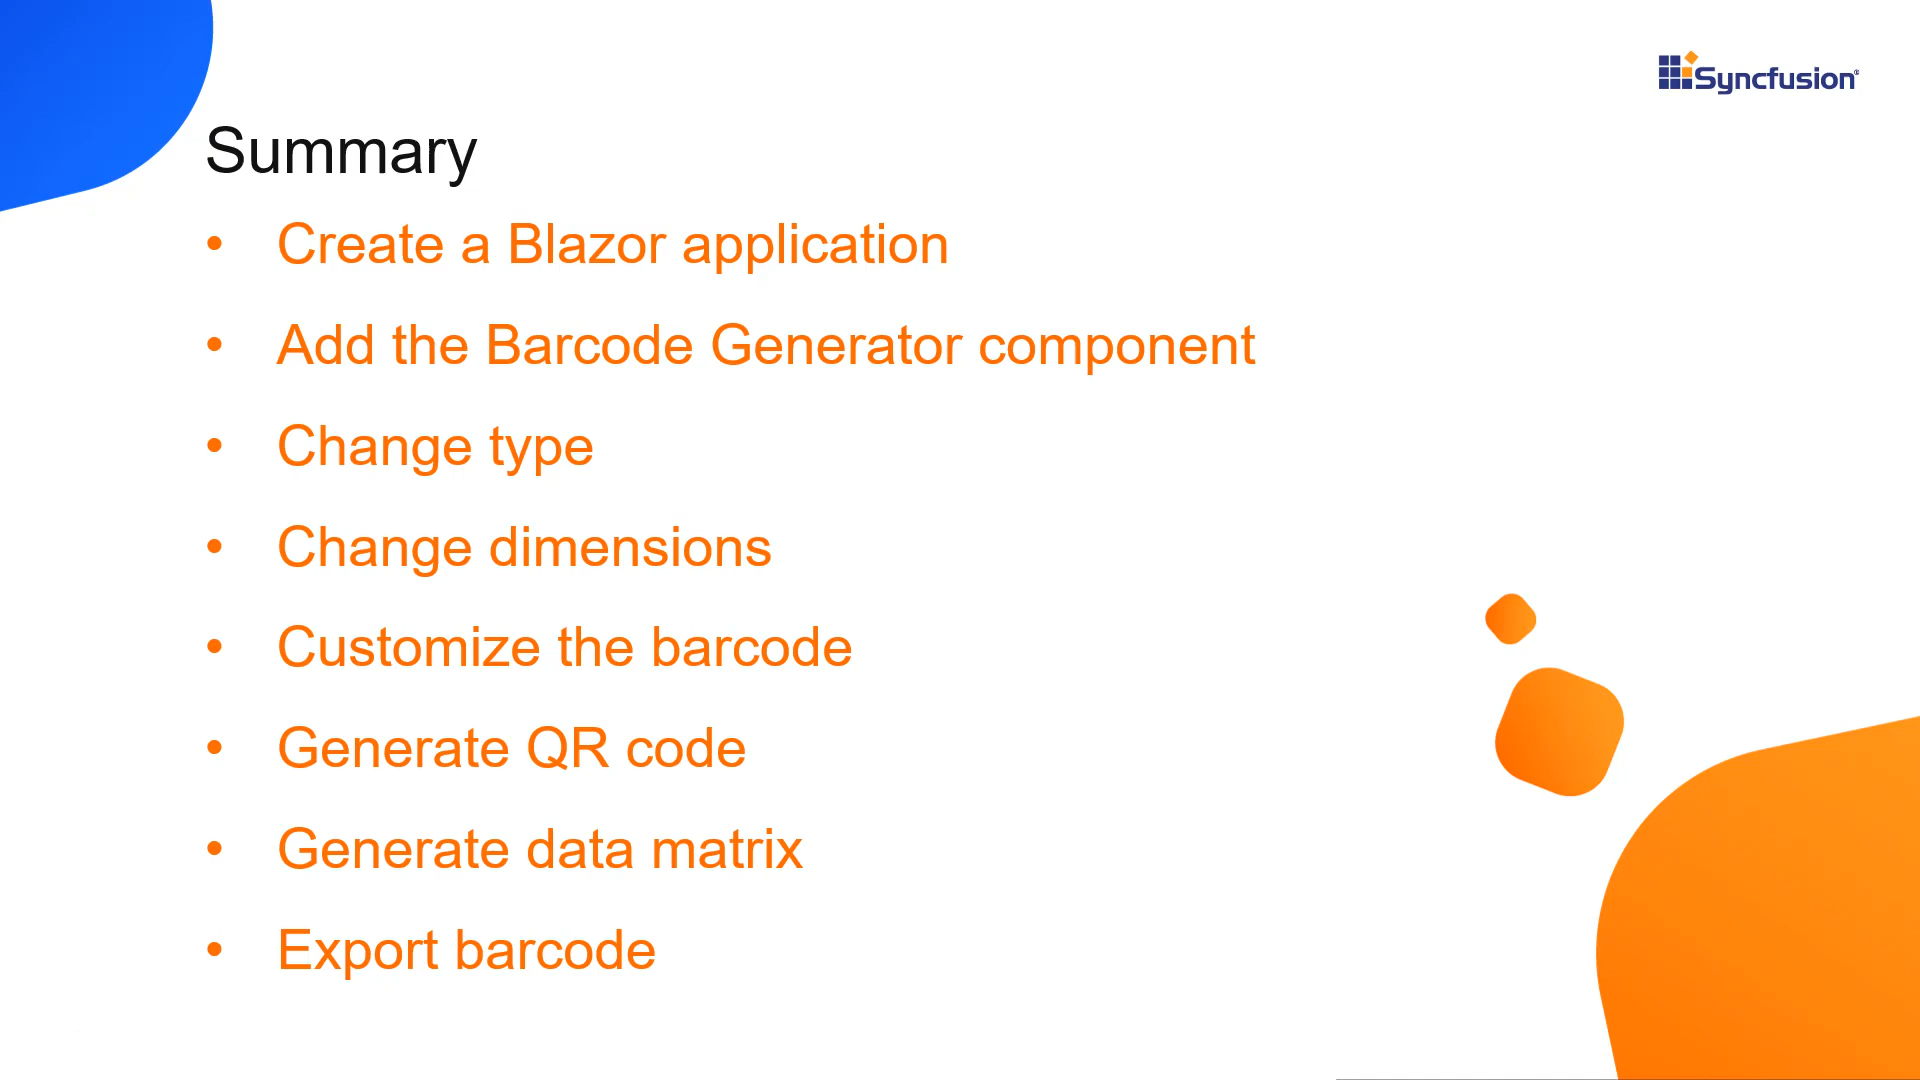 Syncfusion®
Summary
• Create a Blazor application
• Add the Barcode Generator component
• Change type
• Change dimensions
• Customize the barcode
• Generate QR code
• Generate data matrix
• Export barcode